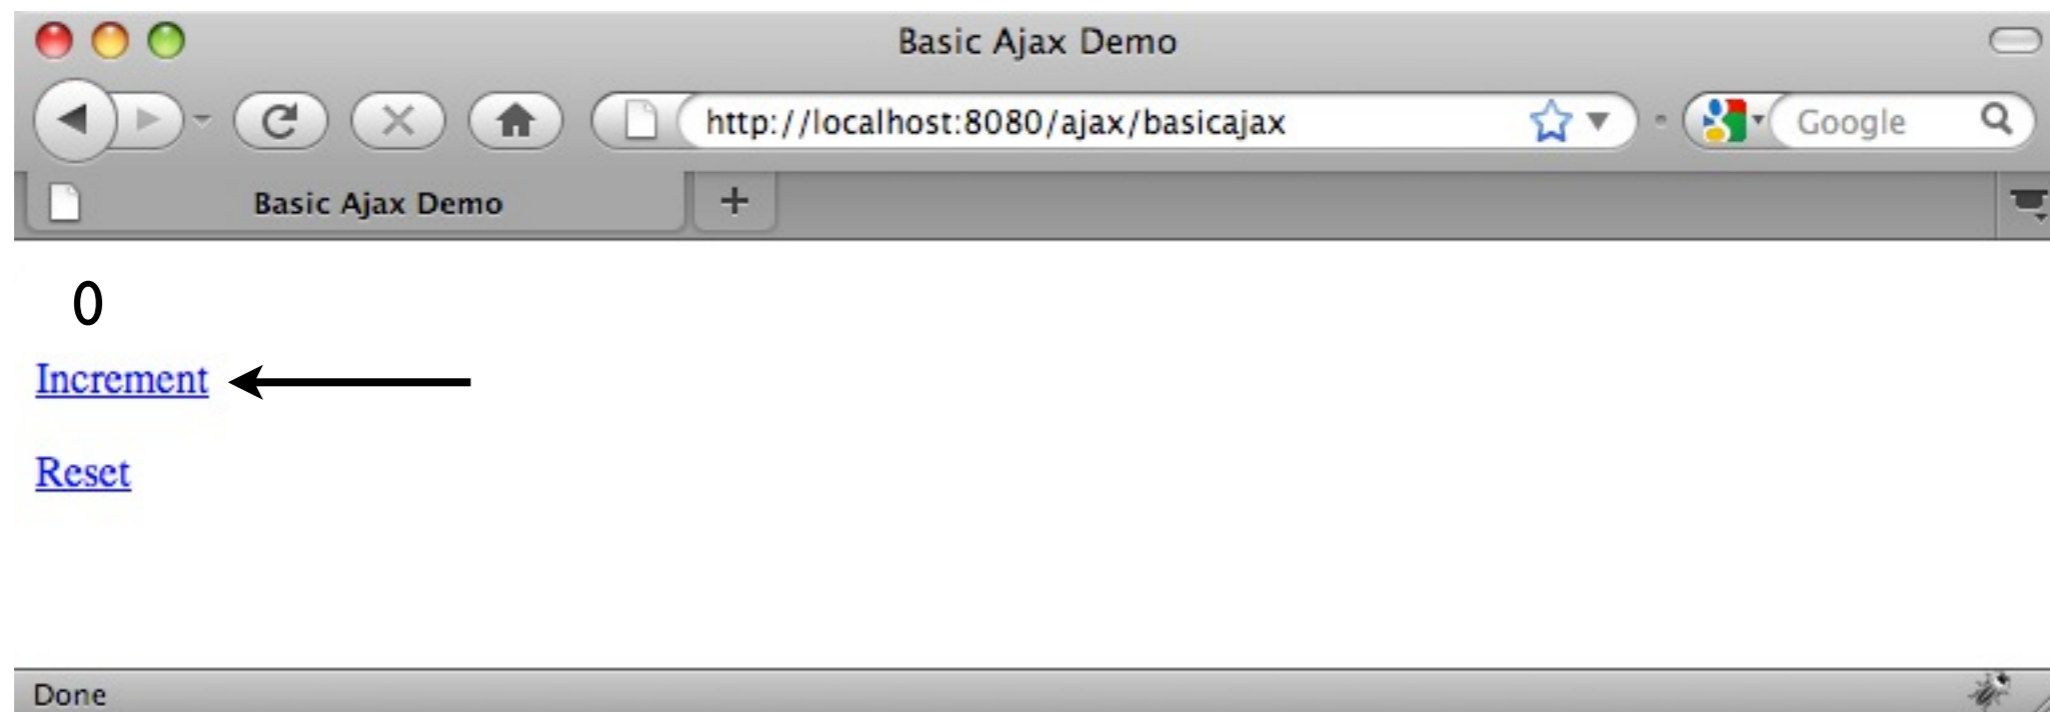 Basic Ajax Demo
http://localhost:8080/ajax/basicajax
Google
Basic Ajax Demo
0
Increment
Reset
Done